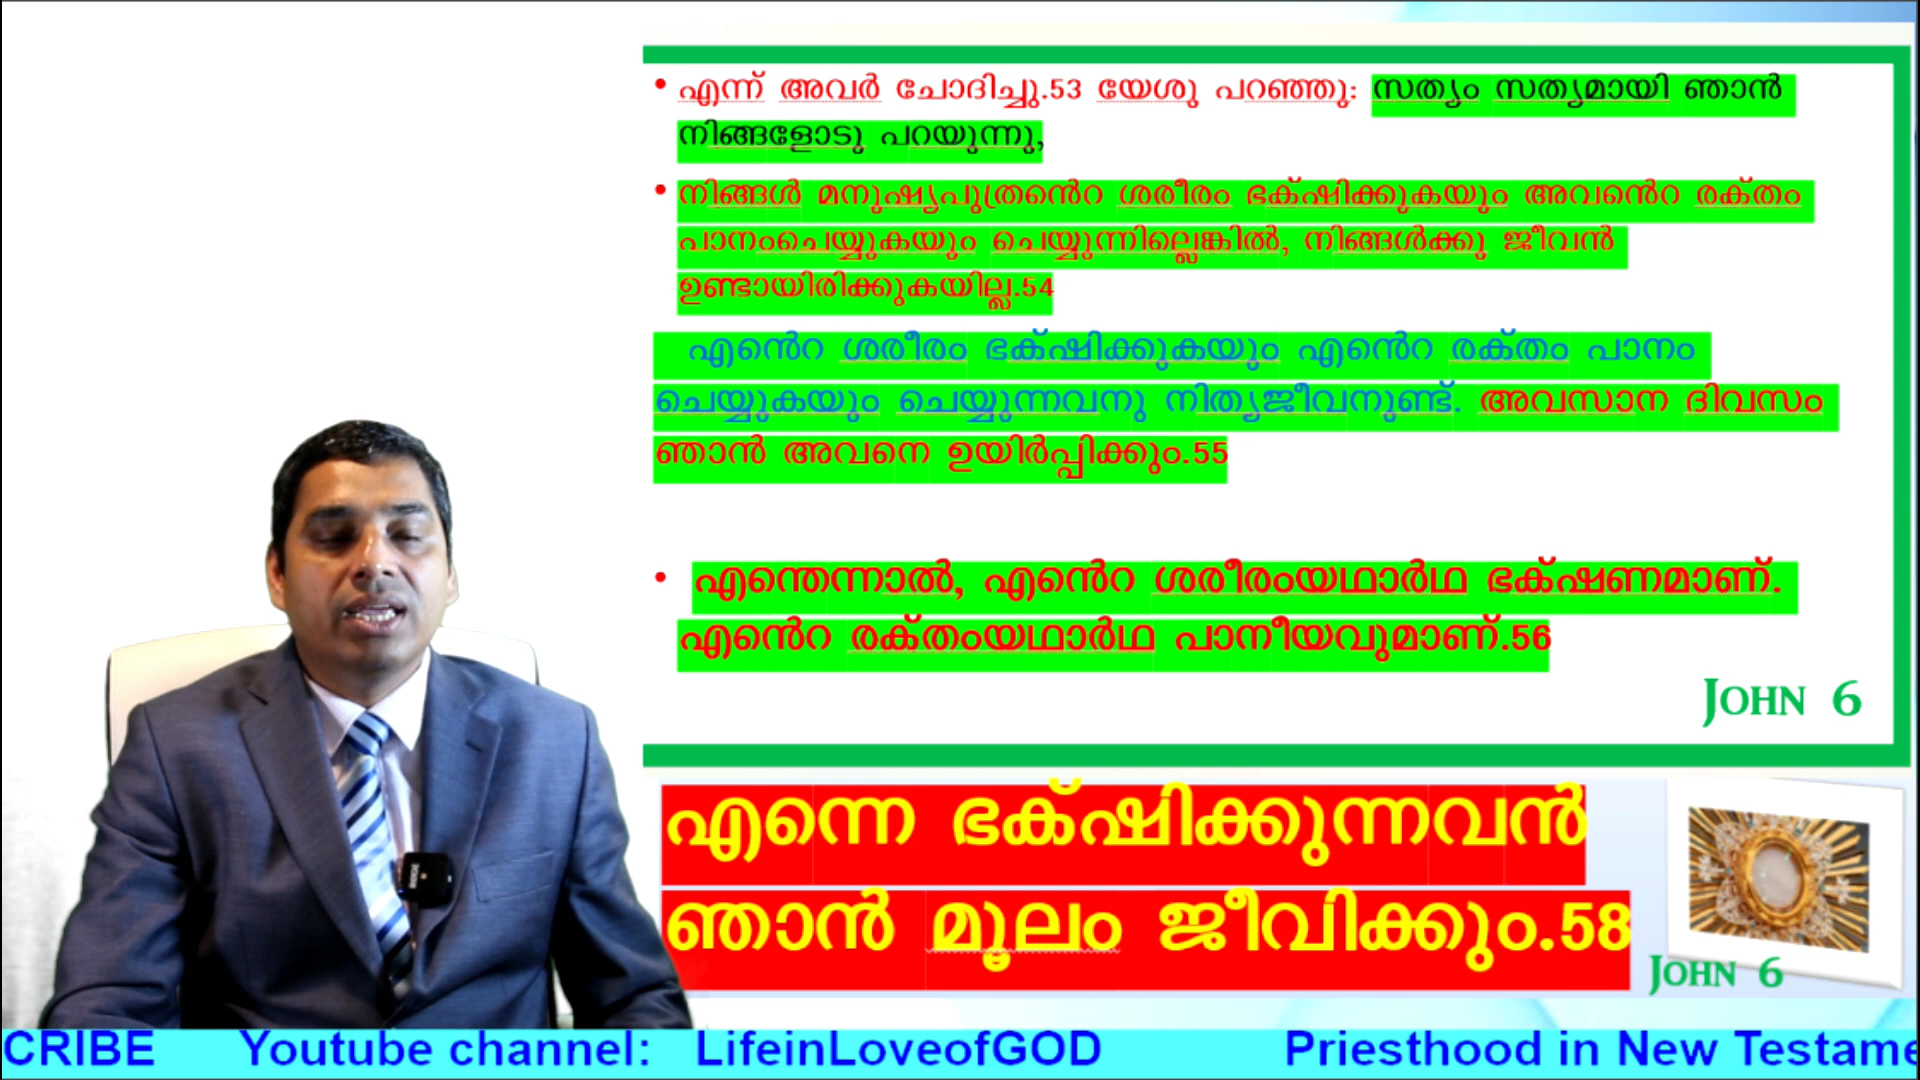 • എന്ന് അവർ ചോദിച്ചു.53 യേശു പറഞ്ഞു: സത്യം സത്യമായി ഞാൻ
നിങ്ങളോടു പറയുന്നു,
• നിങ്ങൾ മനുഷ്യപുത്രൻെറ ശരീരം ഭക്‌ഷിക്കുകയും അവൻെറ രക്‌തം
പാനംചെയ്യുകയും ചെയ്യുന്നില്ലെങ്കിൽ, നിങ്ങൾക്കു ജീവൻ
ഉണ്ടായിരിക്കുകയില്ല.54
എൻെറ ശരീരം ഭക്‌ഷിക്കുകയും എൻെറ രക്‌തം പാനം
ചെയ്യുകയും ചെയ്യുന്നവനു നിത്യജീവനുണ്ട്. അവസാന ദിവസം
ഞാൻ അവനെ ഉയിർപ്പിക്കും.55
• എന്തെന്നാൽ, എൻെറ ശരീരംയഥാർഥ ഭക്‌ഷണമാണ്.
എൻെറ രക്‌തംയഥാർഥ പാനീയവുമാണ്.56
JOHN 6
എന്നെ ഭക്‌ഷിക്കുന്നവൻ
ഞാൻ മൂലം ജീവിക്കും.58
JOHN 6
CRIBE Youtube channel: LifeinLoveofGOD Priesthood in New Testame